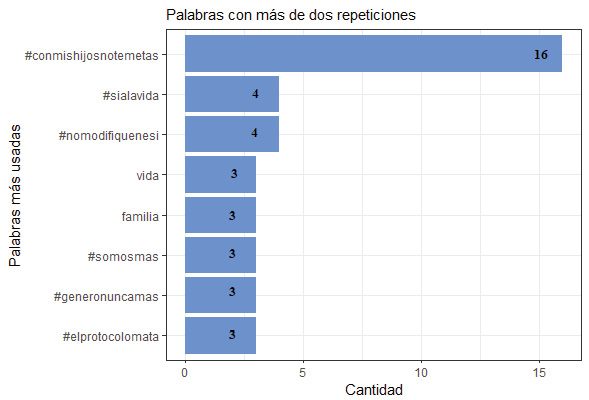 Palabras con más de dos repeticiones
Palabras más usadas
#conmishijosnotemetas 16
#sialavida 4
#nomodifiquenesi 4
vida 3
familia 3
#somosmas 3
#generonuncamas 3
#elprotocolomata 3
0 5 10 15
Cantidad